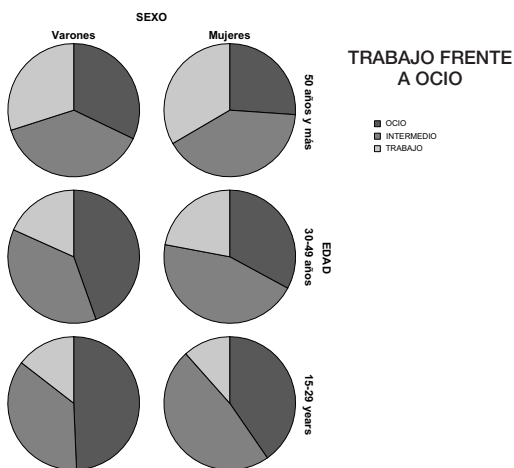 SEXO
Varones
Mujeres
TRABAJO FRENTE
A OCIO
OCIO
INTERMEDIO
TRABAJO
50 años y más
30-49 años
EDAD
15-29 years